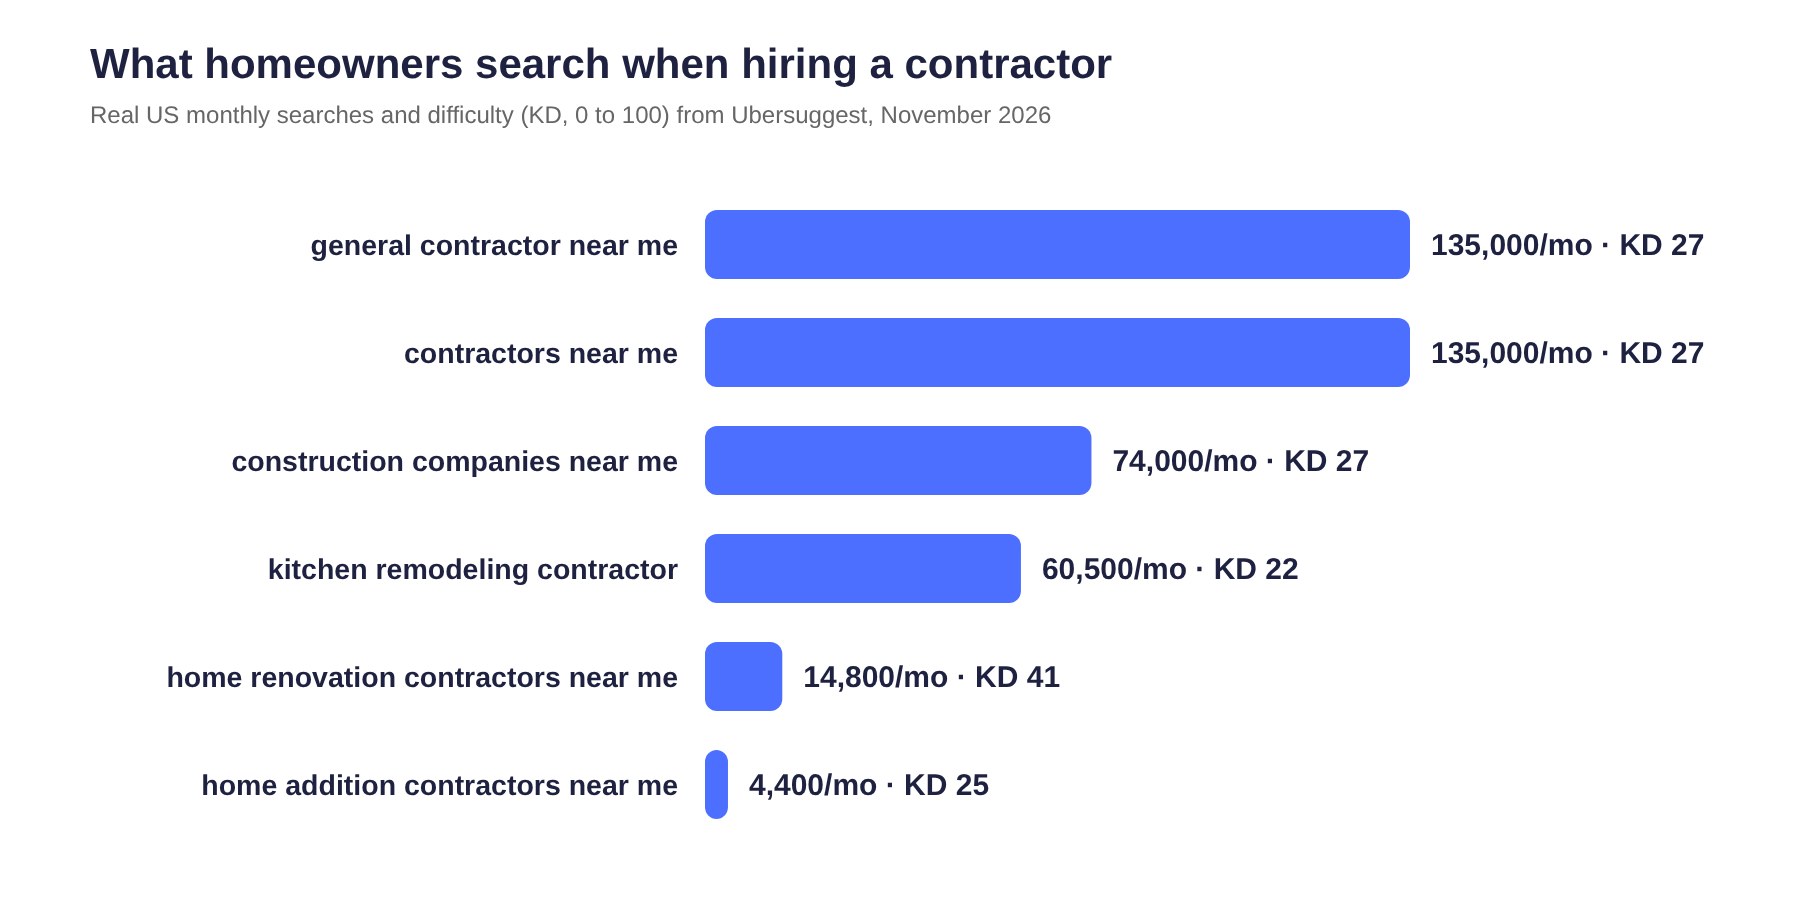 What homeowners search when hiring a contractor
Real US monthly searches and difficulty (KD, 0 to 100) from Ubersuggest, November 2026
general contractor near me 135,000/mo · KD 27
contractors near me 135,000/mo · KD 27
construction companies near me 74,000/mo · KD 27
kitchen remodeling contractor 60,500/mo · KD 22
home renovation contractors near me 14,800/mo · KD 41
home addition contractors near me 4,400/mo · KD 25